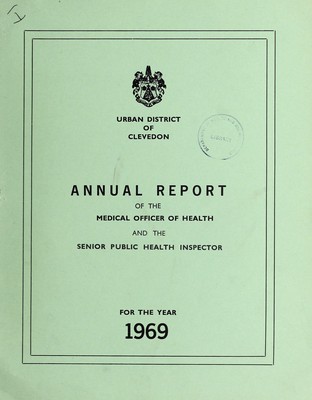 URBAN DISTRICT
OF
CLEVEDON
ANNUAL REPORT
OF THE
MEDICAL OFFICER OF HEALTH
AND THE
SENIOR PUBLIC HEALTH INSPECTOR
FOR THE YEAR
1969